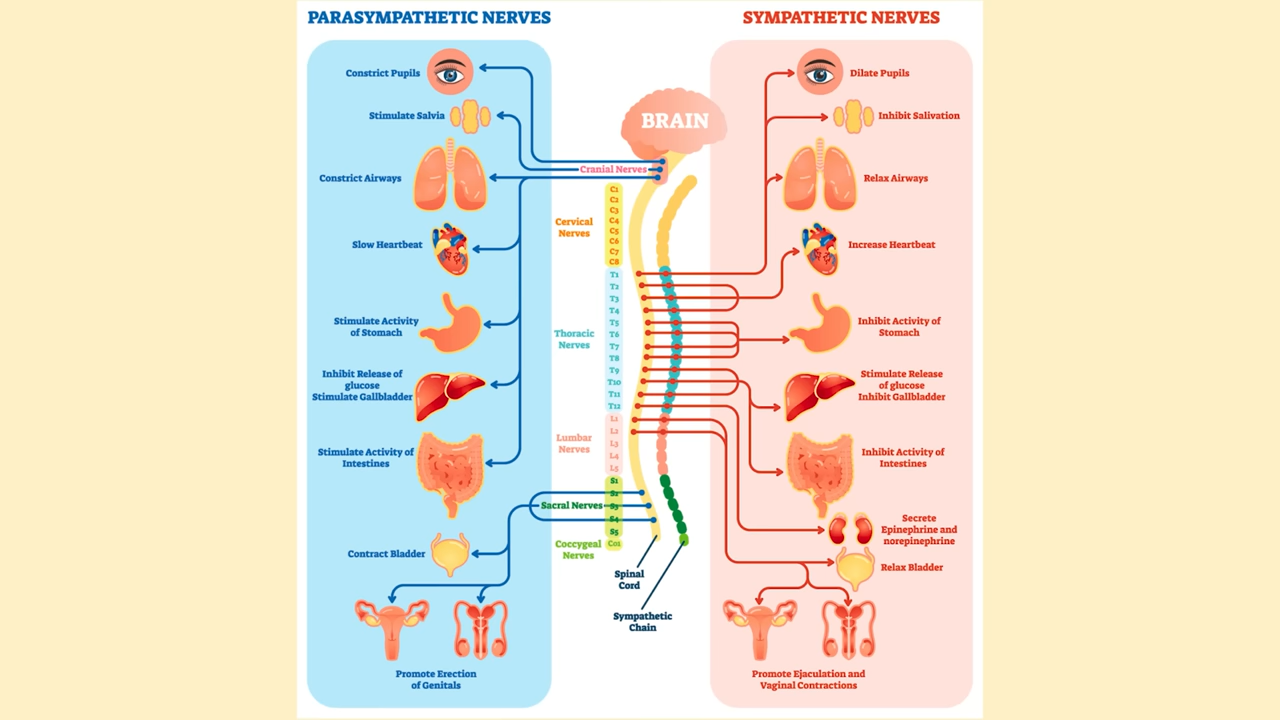 PARASYMPATHETIC NERVES
SYMPATHETIC NERVES
Constrict Pupils
Stimulate Salvia
Constrict Airways
Slow Heartbeat
Stimulate Activity
of Stomach
Inhibit Release of
glucose
Stimulate Gallbladder
Stimulate Activity of
Intestines
Contract Bladder
Promote Erection
of Genitals
BRAIN
Cranial Nerves
Cervical
Nerves
C1
C2
C3
C4
C5
C6
C7
C8
Thoracic
Nerves
T1
T2
T3
T4
T5
T6
T7
T8
T9
T10
T11
T12
Lumbar
Nerves
L1
L2
L3
L4
L5
Sacral Nerves
S1
S2
S3
S4
S5
Coccygeal
Nerves
Co1
Spinal
Cord
Sympathetic
Chain
Dilate Pupils
Inhibit Salivation
Relax Airways
Increase Heartbeat
Inhibit Activity of
Stomach
Stimulate Release
of glucose
Inhibit Gallbladder
Inhibit Activity of
Intestines
Secrete
Epinephrine and
norepinephrine
Relax Bladder
Promote Ejaculation and
Vaginal Contractions